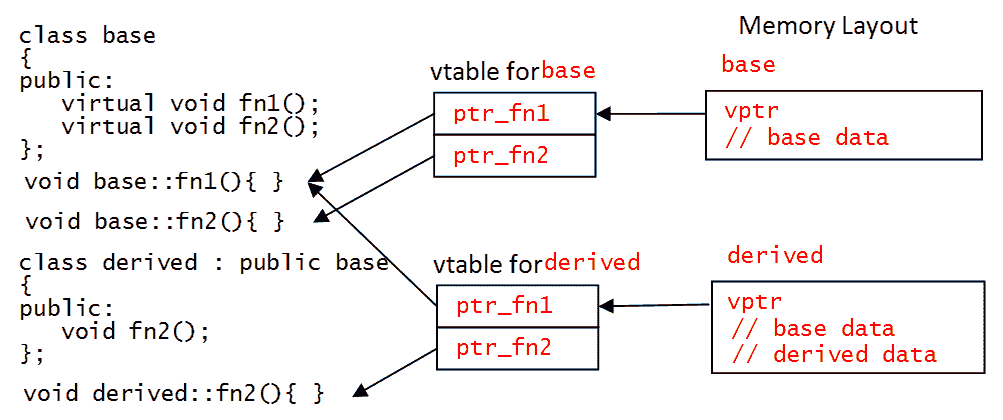 class base
{
public:
virtual void fn1();
virtual void fn2();
};
void base::fn1(){ }
void base::fn2(){ }
class derived : public base
{
public:
void fn2();
};
void derived::fn2(){ }
vtable for base
ptr_fn1
ptr_fn2
vtable for derived
ptr_fn1
ptr_fn2
Memory Layout
base
vptr
// base data
derived
vptr
// base data
// derived data